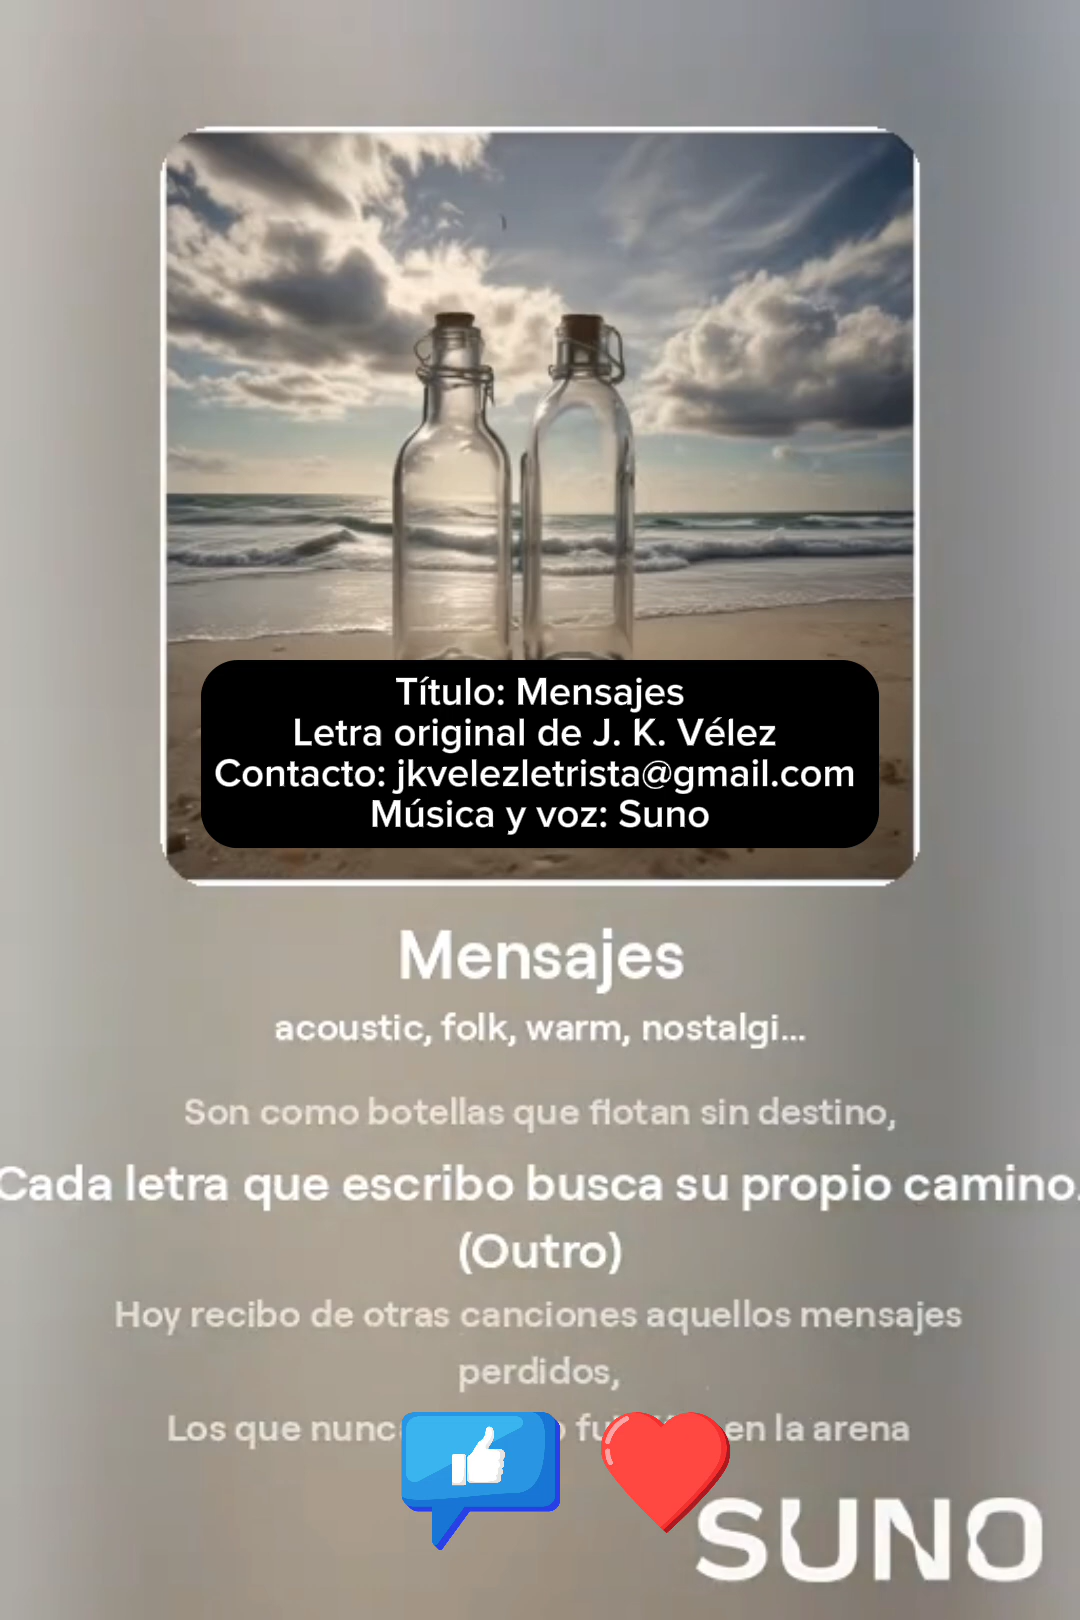 Título: Mensajes
Letra original de J. K. Vélez
Contacto: jkvelezletrista@gmail.com
Música y voz: Suno
Mensajes
acoustic, folk, warm, nostalgi...
Son como botellas que flotan sin destino,
Cada letra que escribo busca su propio camino.
(Outro)
Hoy recibo de otras canciones aquellos mensajes
perdidos,
Los que en la arena
SUNO